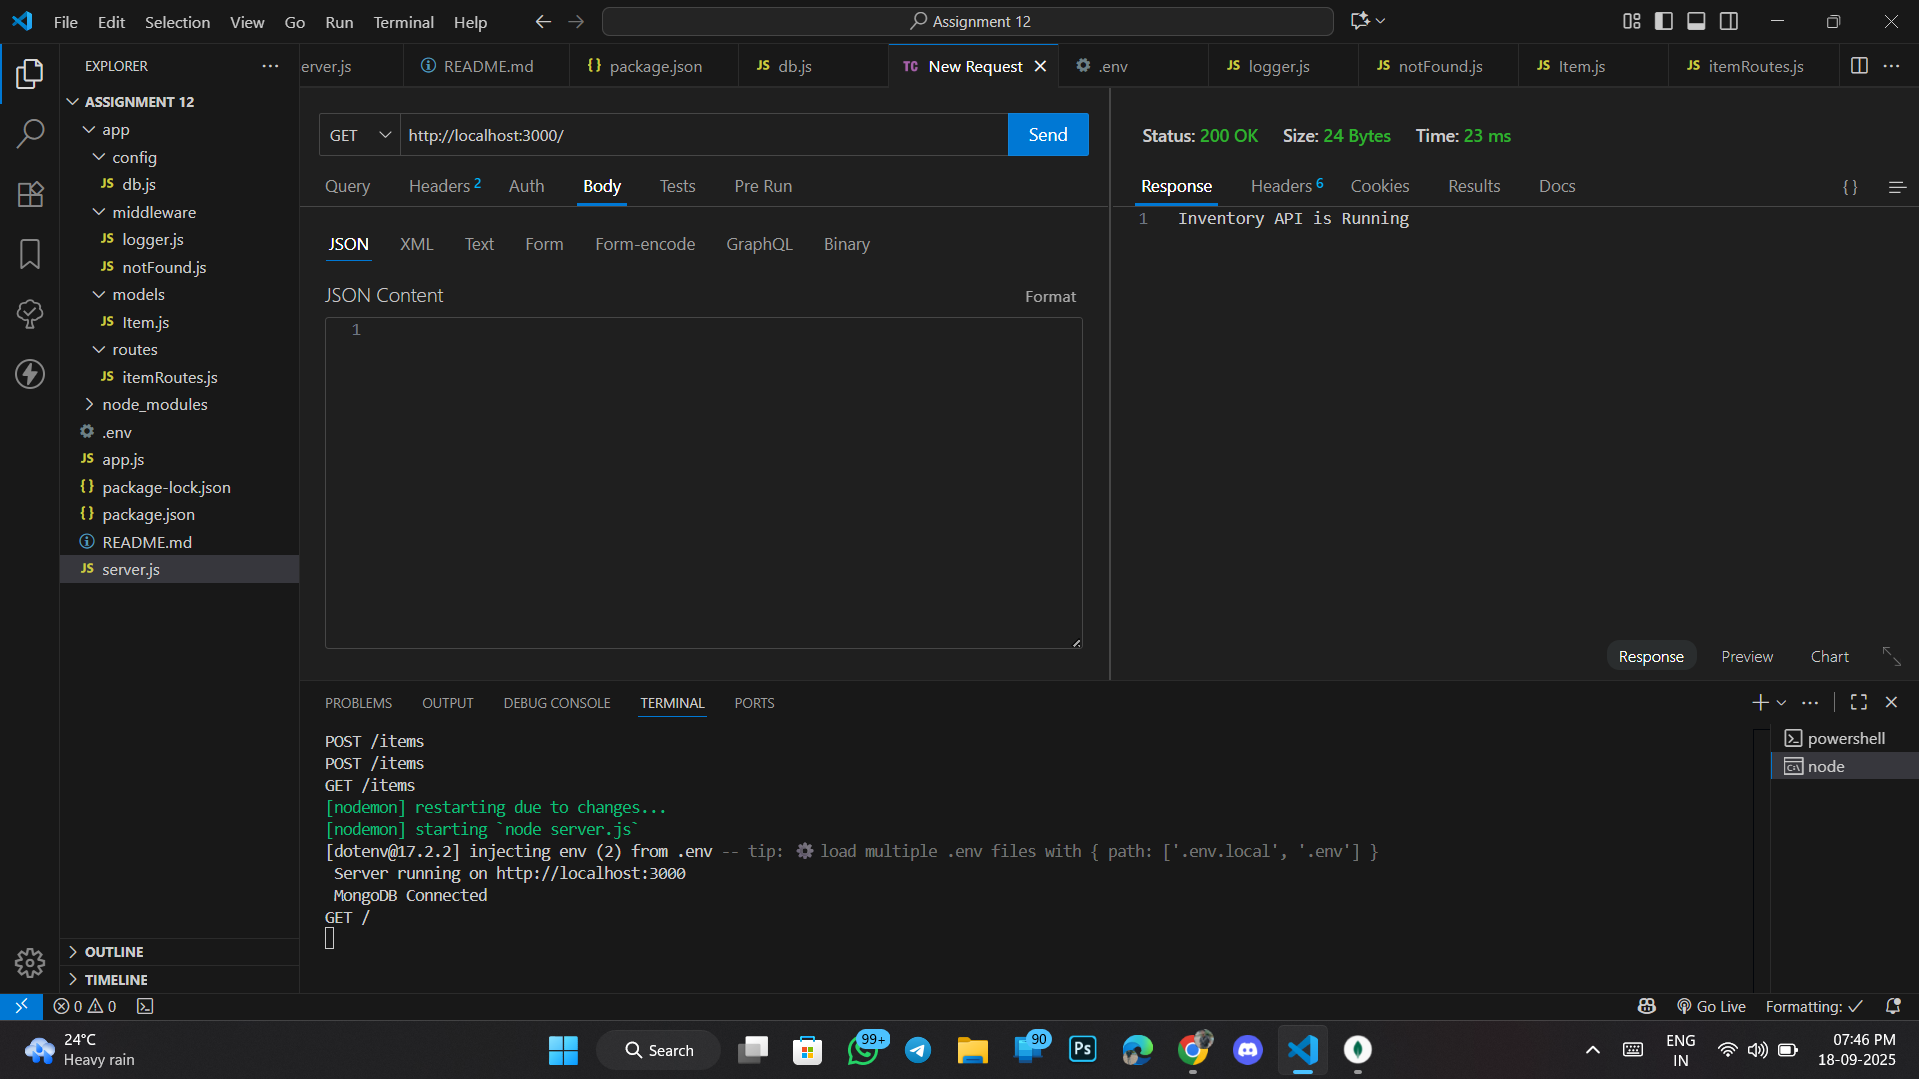 File Edit Selection View Go Run Terminal Help
Assignment 12
EXPLORER
erver.js
README.md
{} package.json
JS db.js
TC New Request
.env
JS logger.js
JS notFound.js
JS Item.js
JS itemRoutes.js
ASSIGNMENT 12
app
config
JS db.js
middleware
JS logger.js
JS notFound.js
models
JS Item.js
routes
JS itemRoutes.js
node_modules
.env
JS app.js
{} package-lock.json
{} package.json
README.md
JS server.js
OUTLINE
TIMELINE
GET http://localhost:3000/ Send
Query Headers 2 Auth Body Tests Pre Run
JSON XML Text Form Form-encode GraphQL Binary
JSON Content Format
1
Status: 200 OK Size: 24 Bytes Time: 23 ms
Response Headers 6 Cookies Results Docs {}
1 Inventory API is Running
Response Preview Chart
PROBLEMS OUTPUT DEBUG CONSOLE TERMINAL PORTS
POST /items
POST /items
GET /items
[nodemon] restarting due to changes...
[nodemon] starting `node server.js`
[dotenv@17.2.2] injecting env (2) from .env -- tip: ⚙️ load multiple .env files with { path: ['.env.local', '.env'] }
Server running on http://localhost:3000
MongoDB Connected
GET /
powershell
node
0 0
Go Live Formatting: ✓
24°C
Heavy rain
Search
99+
90
Ps
ENG
IN
07:46 PM
18-09-2025